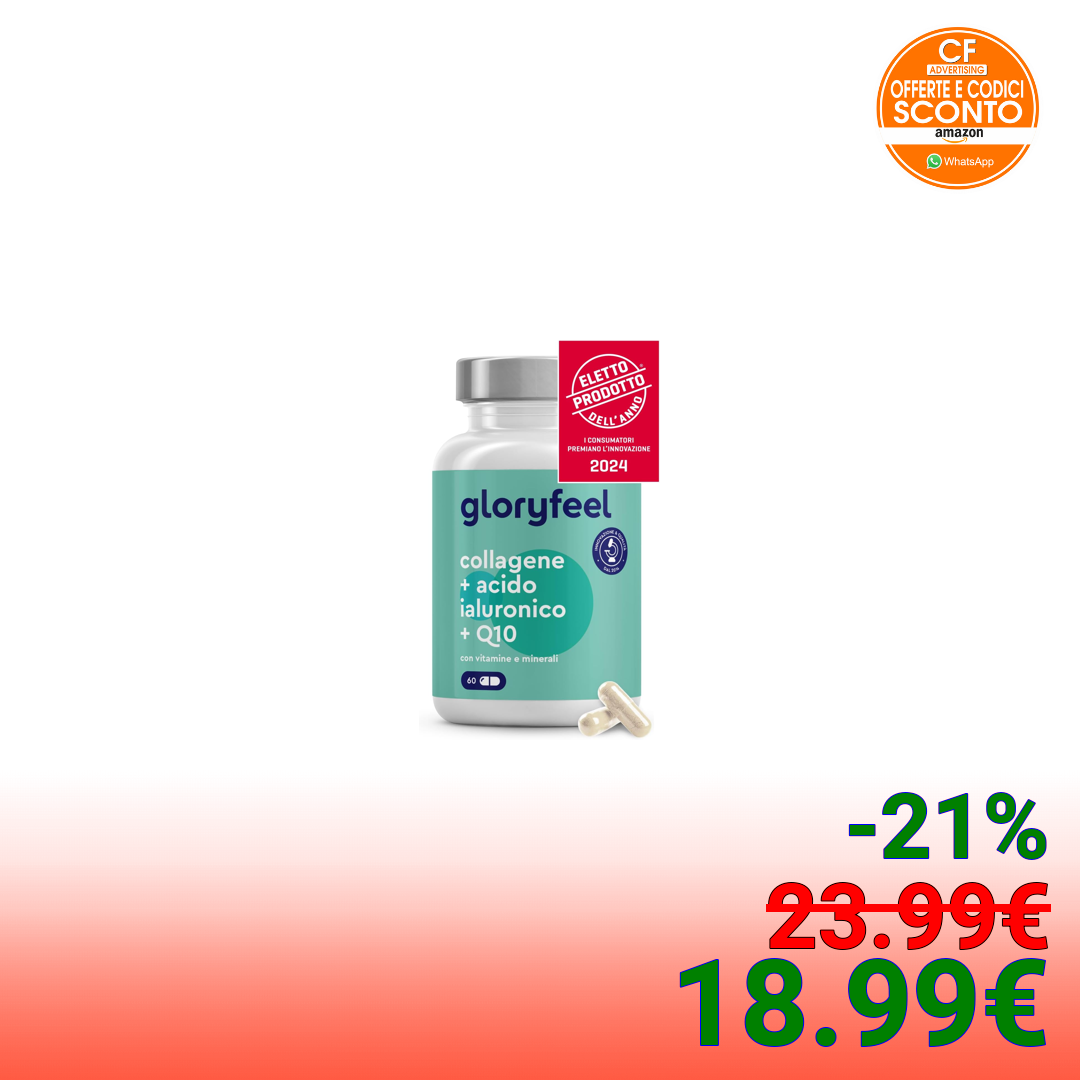 CF
ADVERTISING
OFFERTE E CODICI
SCONTO
amazon
WhatsApp
ELETTO
PRODOTTO
DELL'ANNO
I CONSUMATORI
PREMIANO L'INNOVAZIONE
2024
gloryfeel
collagene
+ acido
ialuronico
+ Q10
con vitamine e minerali
60
-21%
23.99€
18.99€